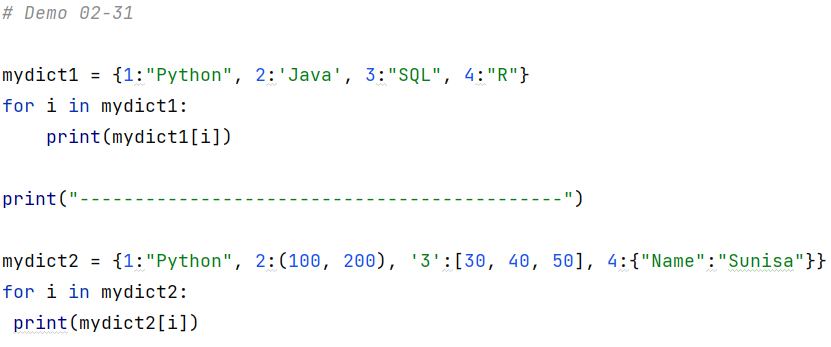 # Demo 02-31
mydict1 = {1:"Python", 2:'Java', 3:"SQL", 4:"R"}
for i in mydict1:
    print(mydict1[i])
print("--------------------------------------------")
mydict2 = {1:"Python", 2:(100, 200), '3':[30, 40, 50], 4:{"Name":"Sunisa"}}
for i in mydict2:
 print(mydict2[i])